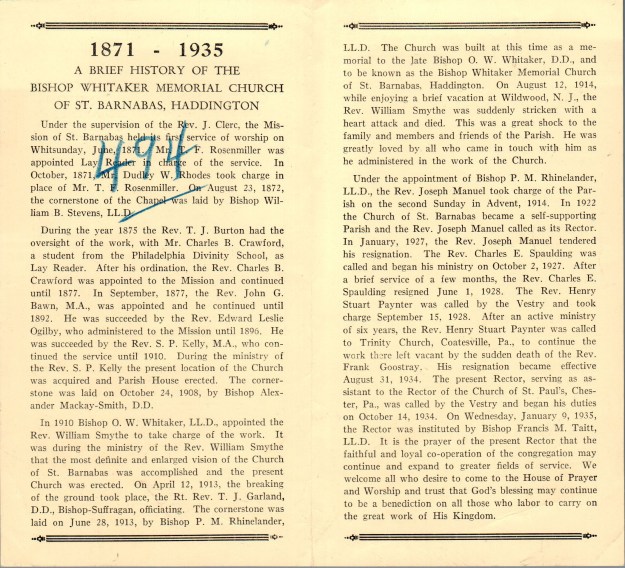 1871 - 1935
A BRIEF HISTORY OF THE
BISHOP WHITAKER MEMORIAL CHURCH
OF ST. BARNABAS, HADDINGTON
Under the supervision of the Rev. J. Clerc, the Mis-
sion of St. Barnabas held its first service of worship on
Whitsunday, June, 1871. Mr. T. F. Rosenmiller was
appointed Lay Reader in charge of the service. In
October, 1871, Mr. Dudley W. Rhodes took charge in
place of Mr. T. F. Rosenmiller. On August 23, 1872,
the cornerstone of the Chapel was laid by Bishop Wil-
liam B. Stevens, LL.D.
494
During the year 1875 the Rev. T. J. Burton had the
oversight of the work, with Mr. Charles B. Crawford,
a student from the Philadelphia Divinity School, as
Lay Reader. After his ordination, the Rev. Charles B.
Crawford was appointed to the Mission and continued
until 1877. In September, 1877, the Rev. John G.
Bawn, M.A., was appointed and he continued until
1892. He was succeeded by the Rev. Edward Leslie
Ogilby, who administered to the Mission until 1896. He
was succeeded by the Rev. S. P. Kelly, M.A., who con-
tinued the service until 1910. During the ministry of
the Rev. S. P. Kelly the present location of the Church
was acquired and Parish House erected. The corner-
stone was laid on October 24, 1908, by Bishop Alex-
ander Mackay-Smith, D.D.
In 1910 Bishop O. W. Whitaker, LL.D., appointed the
Rev. William Smythe to take charge of the work. It
was during the ministry of the Rev. William Smythe
that the most definite and enlarged vision of the Church
of St. Barnabas was accomplished and the present
Church was erected. On April 12, 1913, the breaking
of the ground took place, the Rt. Rev. T. J. Garland,
D.D., Bishop-Suffragan, officiating. The cornerstone was
laid on June 28, 1913, by Bishop P. M. Rhinelander,
LL.D. The Church was built at this time as a me-
morial to the late Bishop O. W. Whitaker, D.D., and
to be known as the Bishop Whitaker Memorial Church
of St. Barnabas, Haddington. On August 12, 1914,
while enjoying a brief vacation at Wildwood, N. J., the
Rev. William Smythe was suddenly stricken with a
heart attack and died. This was a great shock to the
family and members and friends of the Parish. He was
greatly loved by all who came in touch with him as
he administered in the work of the Church.
Under the appointment of Bishop P. M. Rhinelander,
LL.D., the Rev. Joseph Manuel took charge of the Par-
ish on the second Sunday in Advent, 1914. In 1922
the Church of St. Barnabas became a self-supporting
Parish and the Rev. Joseph Manuel called as its Rector.
In January, 1927, the Rev. Joseph Manuel tendered
his resignation. The Rev. Charles E. Spaulding was
called and began his ministry on October 2, 1927. After
a brief service of a few months, the Rev. Charles E.
Spaulding resigned June 1, 1928. The Rev. Henry
Stuart Paynter was called by the Vestry and took
charge September 15, 1928. After an active ministry
of six years, the Rev. Henry Stuart Paynter was called
to Trinity Church, Coatesville, Pa., to continue the
work there left vacant by the sudden death of the Rev.
Frank Goostray. His resignation became effective
August 31, 1934. The present Rector, serving as as-
sistant to the Rector of the Church of St. Paul's, Ches-
ter, Pa., was called by the Vestry and began his duties
on October 14, 1934. On Wednesday, January 9, 1935,
the Rector was instituted by Bishop Francis M. Taitt,
LL.D. It is the prayer of the present Rector that the
faithful and loyal co-operation of the congregation may
continue and expand to greater fields of service. We
welcome all who desire to come to the House of Prayer
and Worship and trust that God's blessing may continue
to be a benediction on all those who labor to carry on
the great work of His Kingdom.